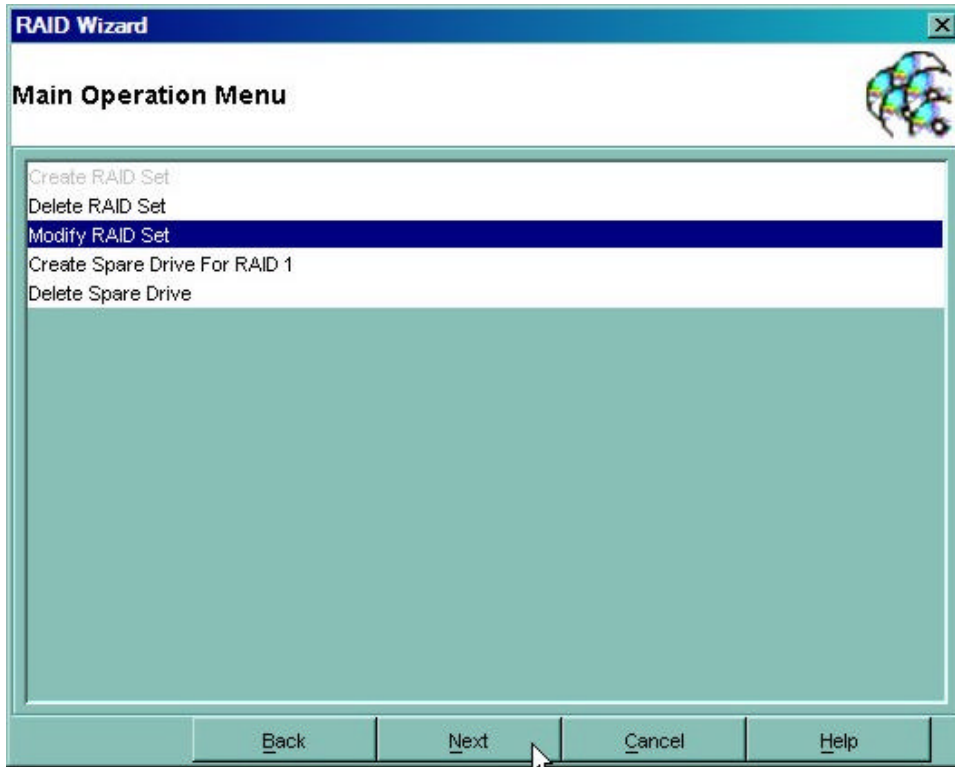 RAID Wizard
Main Operation Menu
Create RAID Set
Delete RAID Set
Modify RAID Set
Create Spare Drive For RAID 1
Delete Spare Drive
Back Next Cancel Help